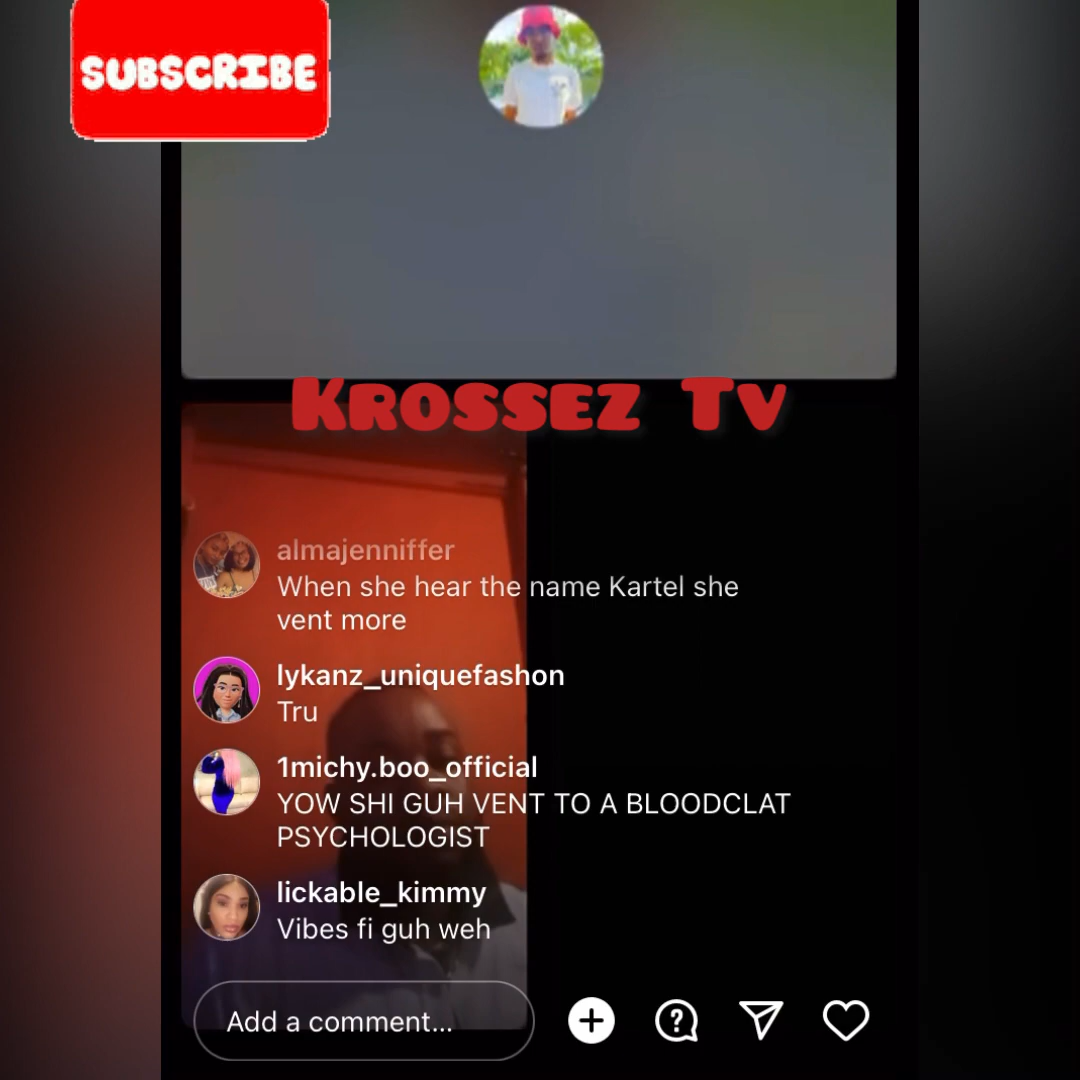 SUBSCRIBE
KROSSEZ TV
almajenniffer
When she hear the name Kartel she
vent more
lykanz_uniquefashon
Tru
1michy.boo_official
YOW SHI GUH VENT TO A BLOODCLAT
PSYCHOLOGIST
lickable_kimmy
Vibes fi guh weh
Add a comment...